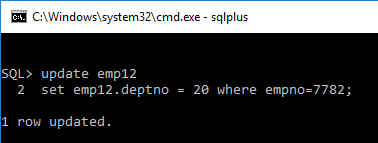 C:\Windows\system32\cmd.exe - sqlplus
SQL> update emp12
2 set emp12.deptno = 20 where empno=7782;
1 row updated.